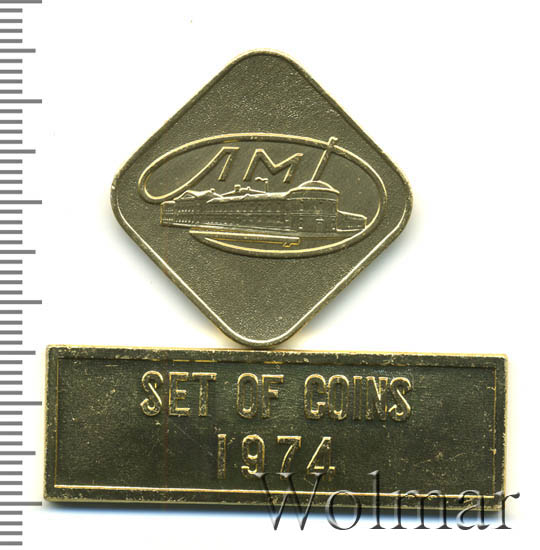 ЛМД
SET OF COINS
1974
Wolmar